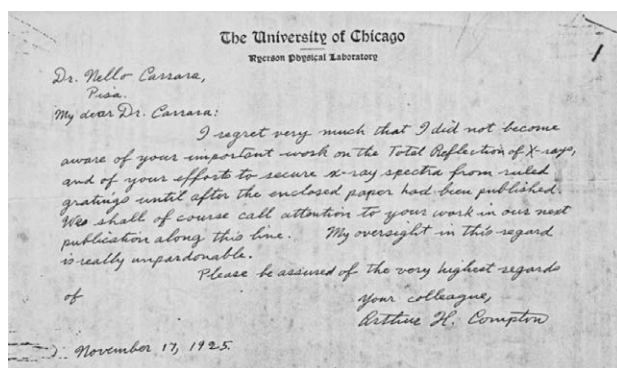 The University of Chicago
Ryerson Physical Laboratory
1
Dr. Nello Carrara,
Pisa.
My dear Dr. Carrara:
I regret very much that I did not become
aware of your important work on the Total Reflection of X-rays,
and of your efforts to secure x-ray spectra from ruled
gratings until after the enclosed paper had been published.
We shall of course call attention to your work in our next
publication along this line. My oversight in this regard
is really unpardonable.
Please be assured of the very highest regards
of
Your colleague,
Arthur H. Compton
November 17, 1925.